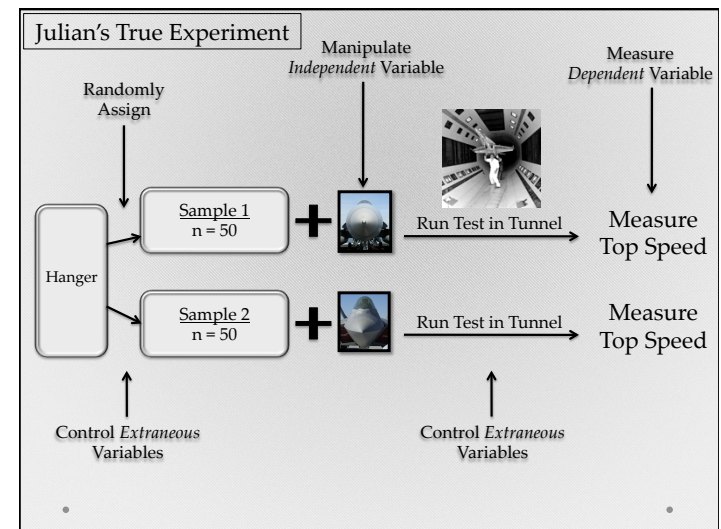 Julian's True Experiment
Manipulate
Independent Variable
Measure
Dependent Variable
Randomly
Assign
Sample 1
n = 50
Run Test in Tunnel
Measure
Top Speed
Hanger
Sample 2
n = 50
Run Test in Tunnel
Measure
Top Speed
Control Extraneous
Variables
Control Extraneous
Variables